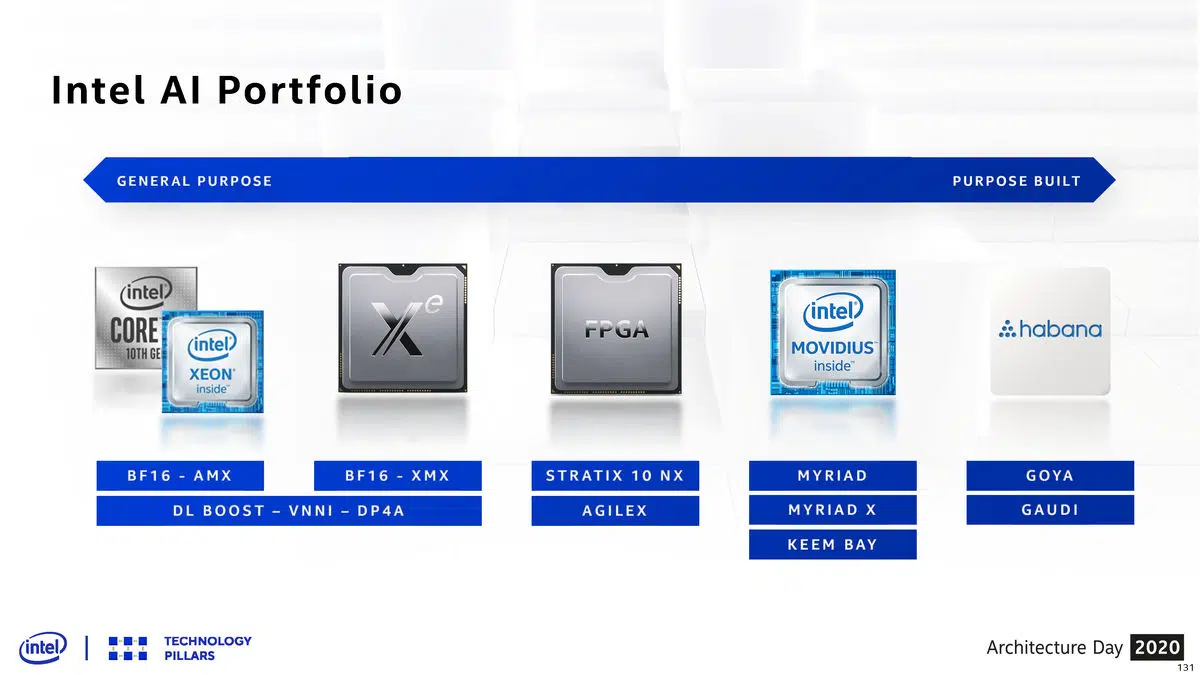 Intel AI Portfolio
GENERAL PURPOSE
PURPOSE BUILT
intel
CORE
10TH GE
intel
XEON
inside™
Xe
FPGA
intel
MOVIDIUS™
inside™
habana
BF16 - AMX
BF16 - XMX
DL BOOST – VNNI – DP4A
STRATIX 10 NX
AGILEX
MYRIAD
MYRIAD X
KEEM BAY
GOYA
GAUDI
intel
TECHNOLOGY
PILLARS
Architecture Day 2020
131